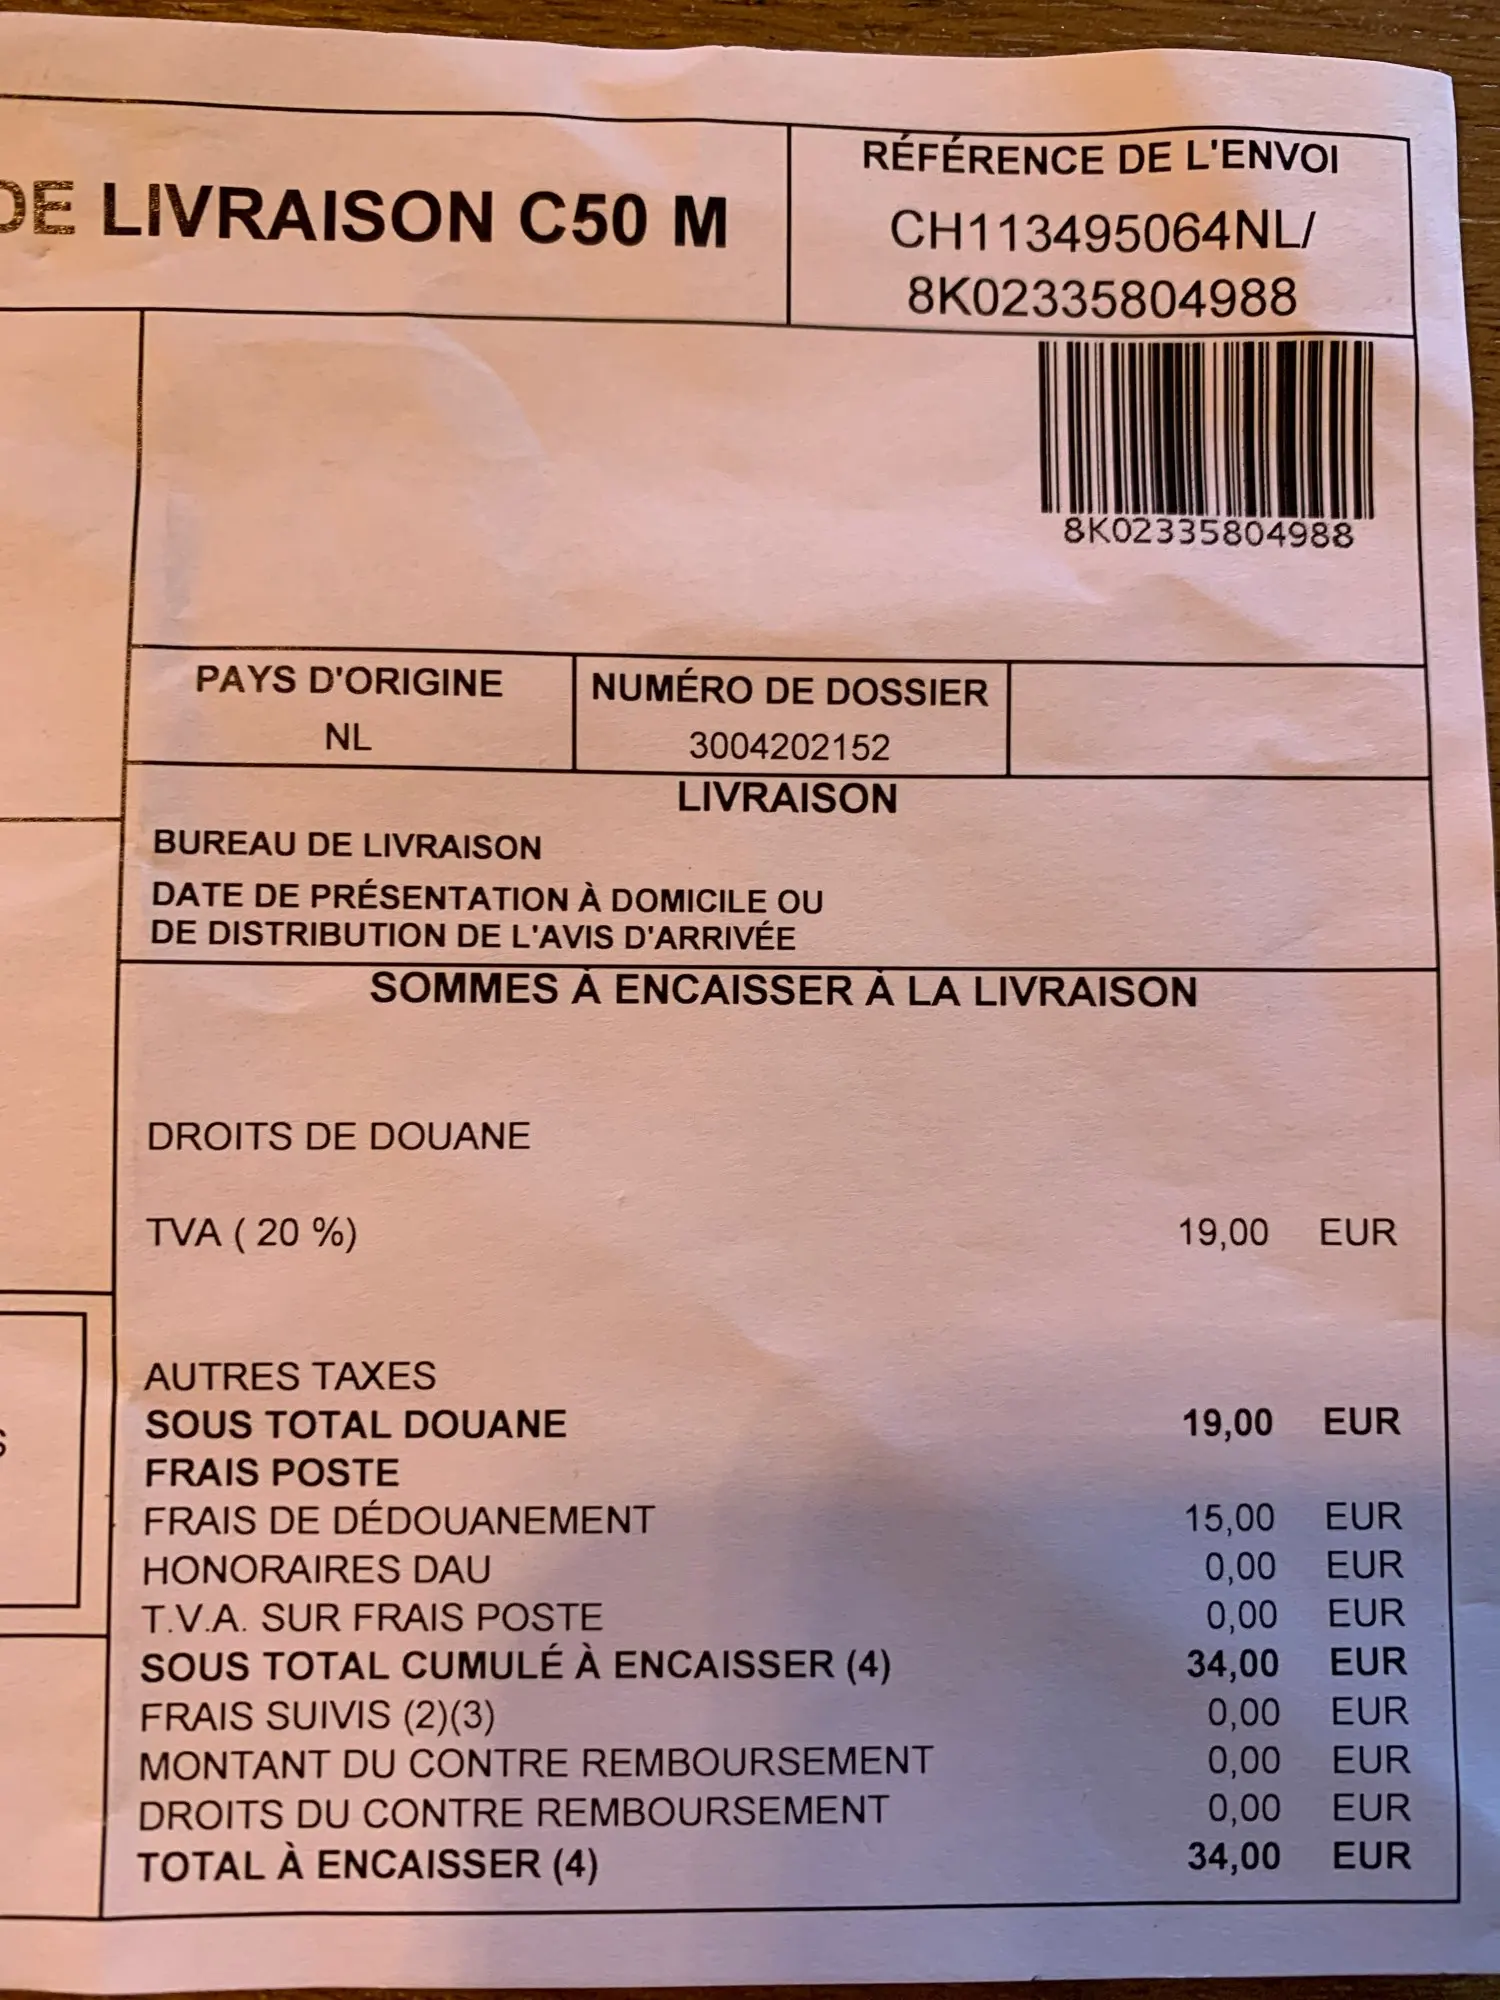 DE LIVRAISON C50 M
RÉFÉRENCE DE L'ENVOI
CH113495064NL/
8K02335804988
8K02335804988
PAYS D'ORIGINE
NL
NUMÉRO DE DOSSIER
3004202152
LIVRAISON
BUREAU DE LIVRAISON
DATE DE PRÉSENTATION À DOMICILE OU
DE DISTRIBUTION DE L'AVIS D'ARRIVÉE
SOMMES À ENCAISSER À LA LIVRAISON
DROITS DE DOUANE
TVA ( 20 %) 19,00 EUR
AUTRES TAXES
SOUS TOTAL DOUANE 19,00 EUR
FRAIS POSTE
FRAIS DE DÉDOUANEMENT 15,00 EUR
HONORAIRES DAU 0,00 EUR
T.V.A. SUR FRAIS POSTE 0,00 EUR
SOUS TOTAL CUMULÉ À ENCAISSER (4) 34,00 EUR
FRAIS SUIVIS (2)(3) 0,00 EUR
MONTANT DU CONTRE REMBOURSEMENT 0,00 EUR
DROITS DU CONTRE REMBOURSEMENT 0,00 EUR
TOTAL À ENCAISSER (4) 34,00 EUR